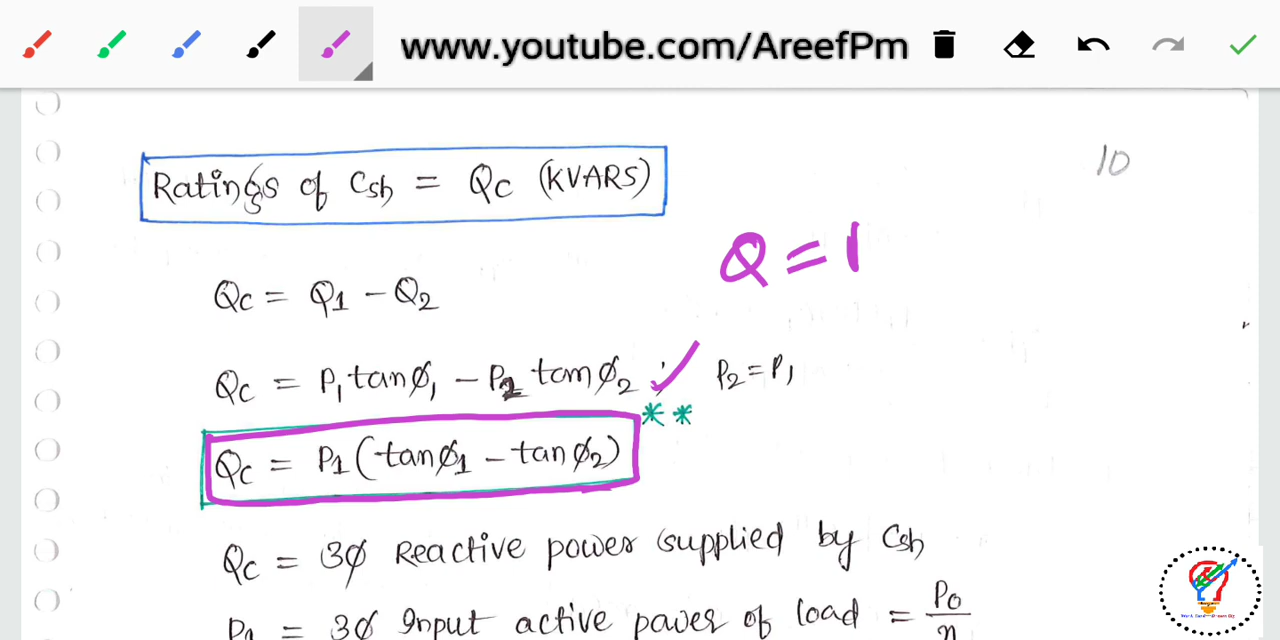 www.youtube.com/AreefPm
10
Ratings of Csh = Qc (KVARS)
Q = I
Qc = Q1 - Q2
Qc = P1 tanϕ1 - P2 tanϕ2 ; P2 = P1
**
Qc = P1 (tanϕ1 - tanϕ2)
Qc = 3ϕ Reactive power supplied by Csh
P1 = 3ϕ Input active power of load = P0/η